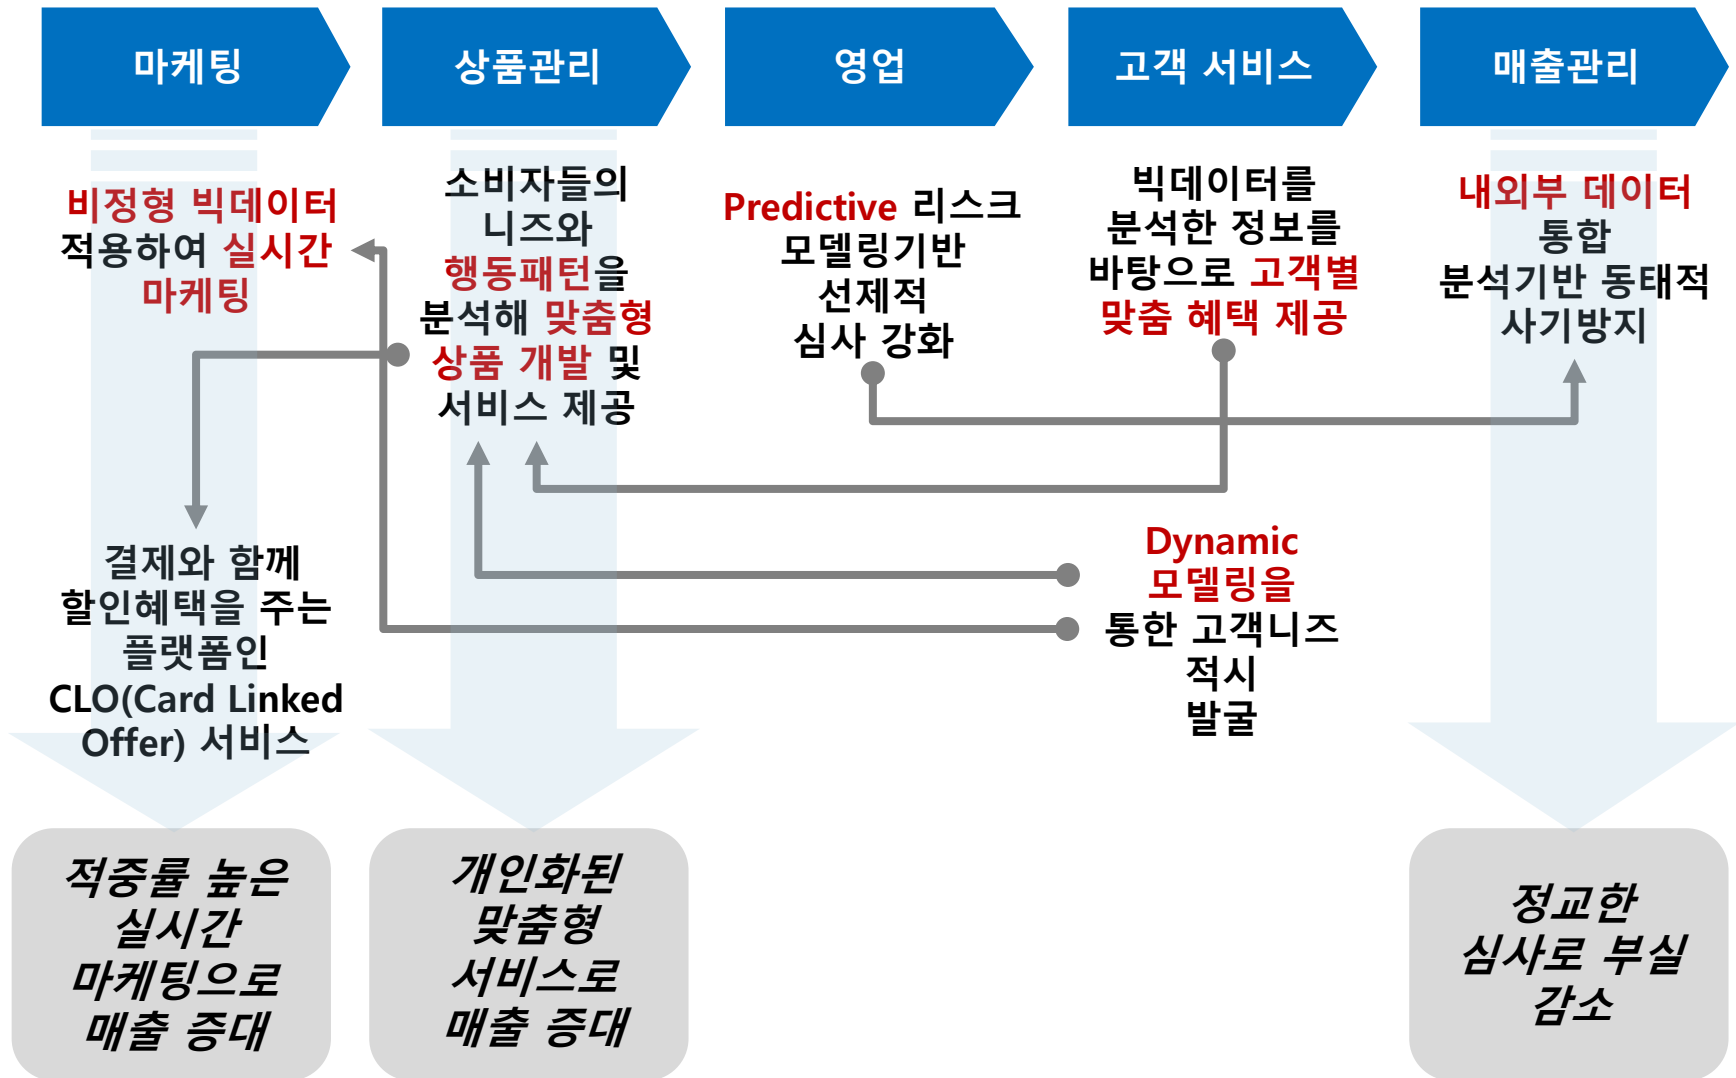 마케팅
상품관리
영업
고객 서비스
매출관리
비정형 빅데이터
적용하여 실시간
마케팅
소비자들의
니즈와
행동패턴을
분석해 맞춤형
상품 개발 및
서비스 제공
Predictive 리스크
모델링기반
선제적
심사 강화
빅데이터를
분석한 정보를
바탕으로 고객별
맞춤 혜택 제공
내외부 데이터
통합
분석기반 동태적
사기방지
결제와 함께
할인혜택을 주는
플랫폼인
CLO(Card Linked
Offer) 서비스
Dynamic
모델링을
통한 고객니즈
적시
발굴
적중률 높은
실시간
마케팅으로
매출 증대
개인화된
맞춤형
서비스로
매출 증대
정교한
심사로 부실
감소